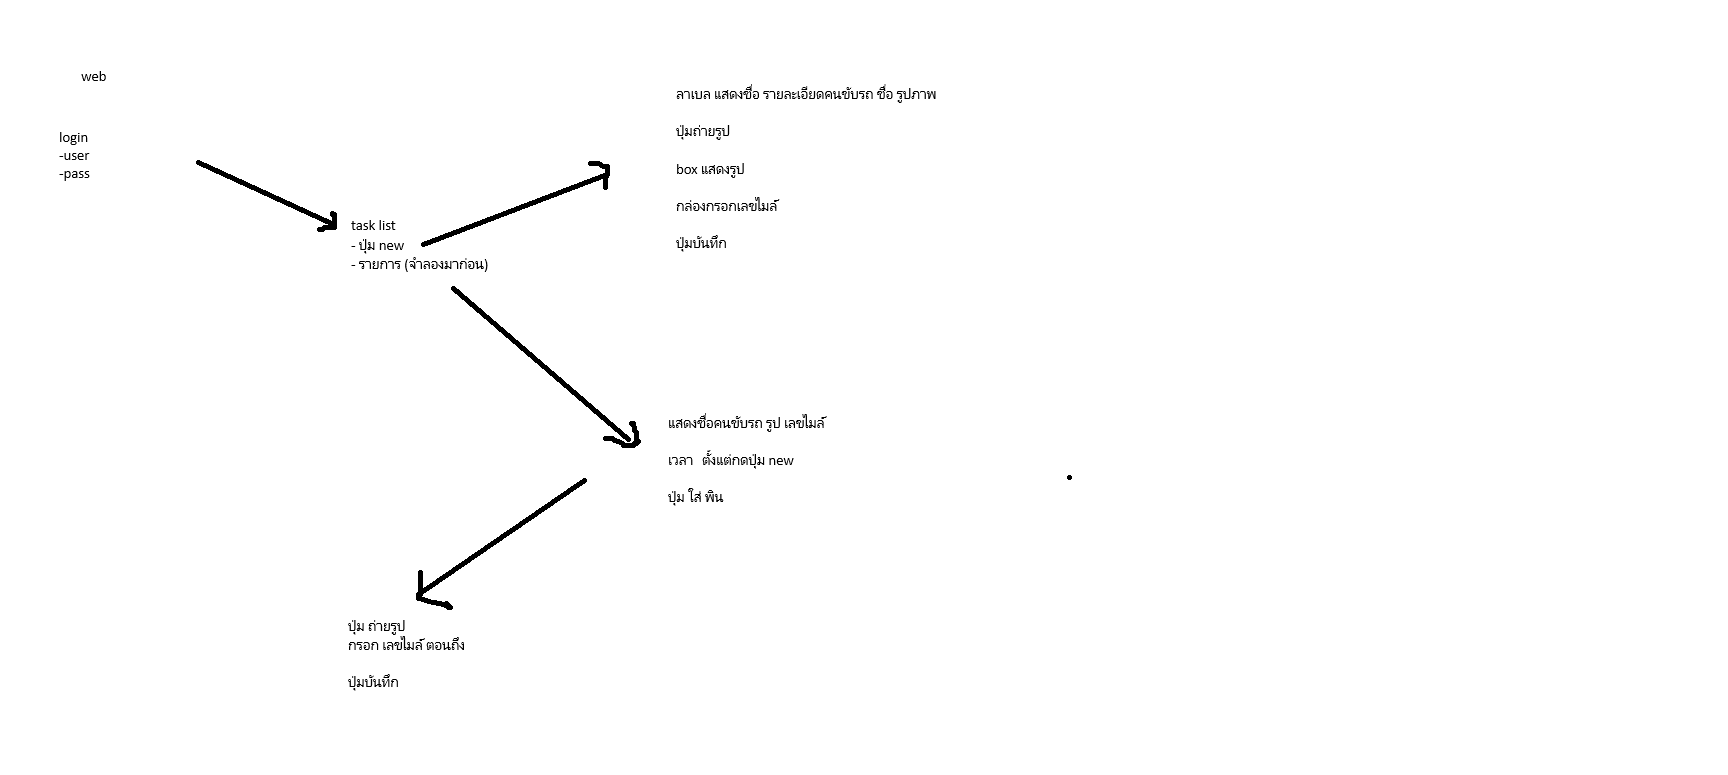 web
login
-user
-pass
task list
- ปุ่ม new
- รายการ (จำลองมาก่อน)
ลาเบล แสดงชื่อ รายละเอียดคนขับรถ ชื่อ รูปภาพ
ปุ่มถ่ายรูป
box แสดงรูป
กล่องกรอกเลขไมล์
ปุ่มบันทึก
แสดงชื่อคนขับรถ รูป เลขไมล์
เวลา ตั้งแต่กดปุ่ม new
ปุ่ม ใส่ พิน
ปุ่ม ถ่ายรูป
กรอก เลขไมล์ ตอนถึง
ปุ่มบันทึก